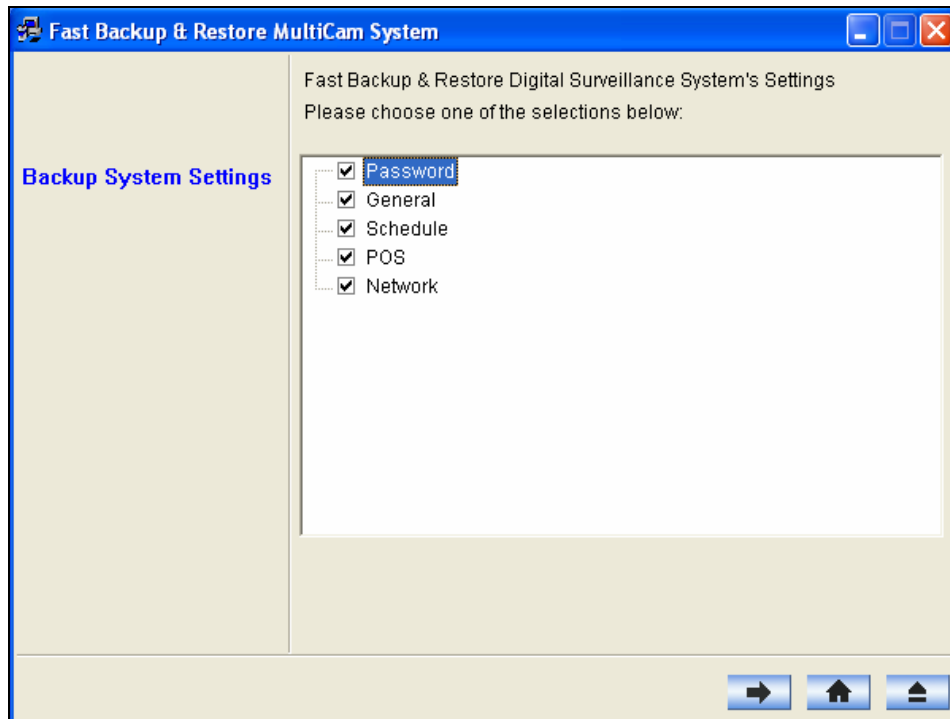 Fast Backup & Restore MultiCam System
Fast Backup & Restore Digital Surveillance System's Settings
Please choose one of the selections below:
Backup System Settings
Password
General
Schedule
POS
Network